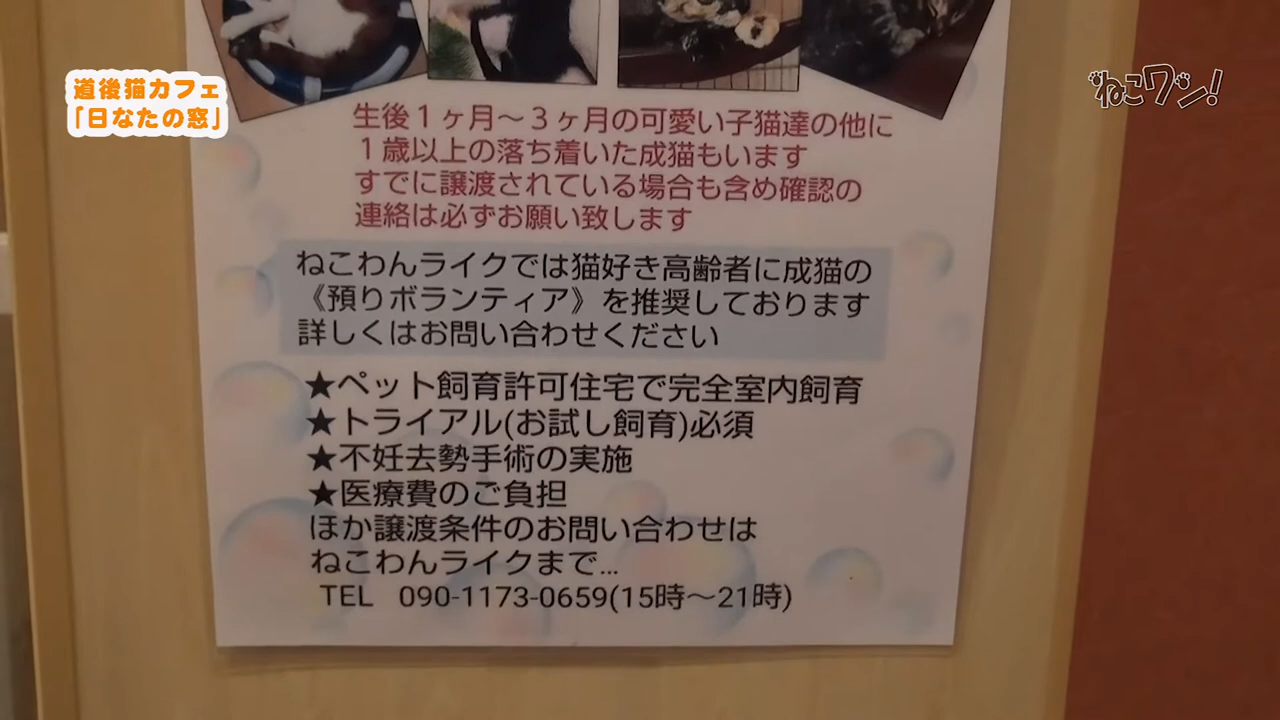 道後猫カフェ
「日なたの窓」
ねこワン!
生後1ヶ月～3ヶ月の可愛い子猫達の他に
1歳以上の落ち着いた成猫もいます
すでに譲渡されている場合も含め確認の
連絡は必ずお願い致します
ねこわんライクでは猫好き高齢者に成猫の
《預りボランティア》を推奨しております
詳しくはお問い合わせください
★ペット飼育許可住宅で完全室内飼育
★トライアル(お試し飼育)必須
★不妊去勢手術の実施
★医療費のご負担
ほか譲渡条件のお問い合わせは
ねこわんライクまで...
TEL 090-1173-0659(15時～21時)